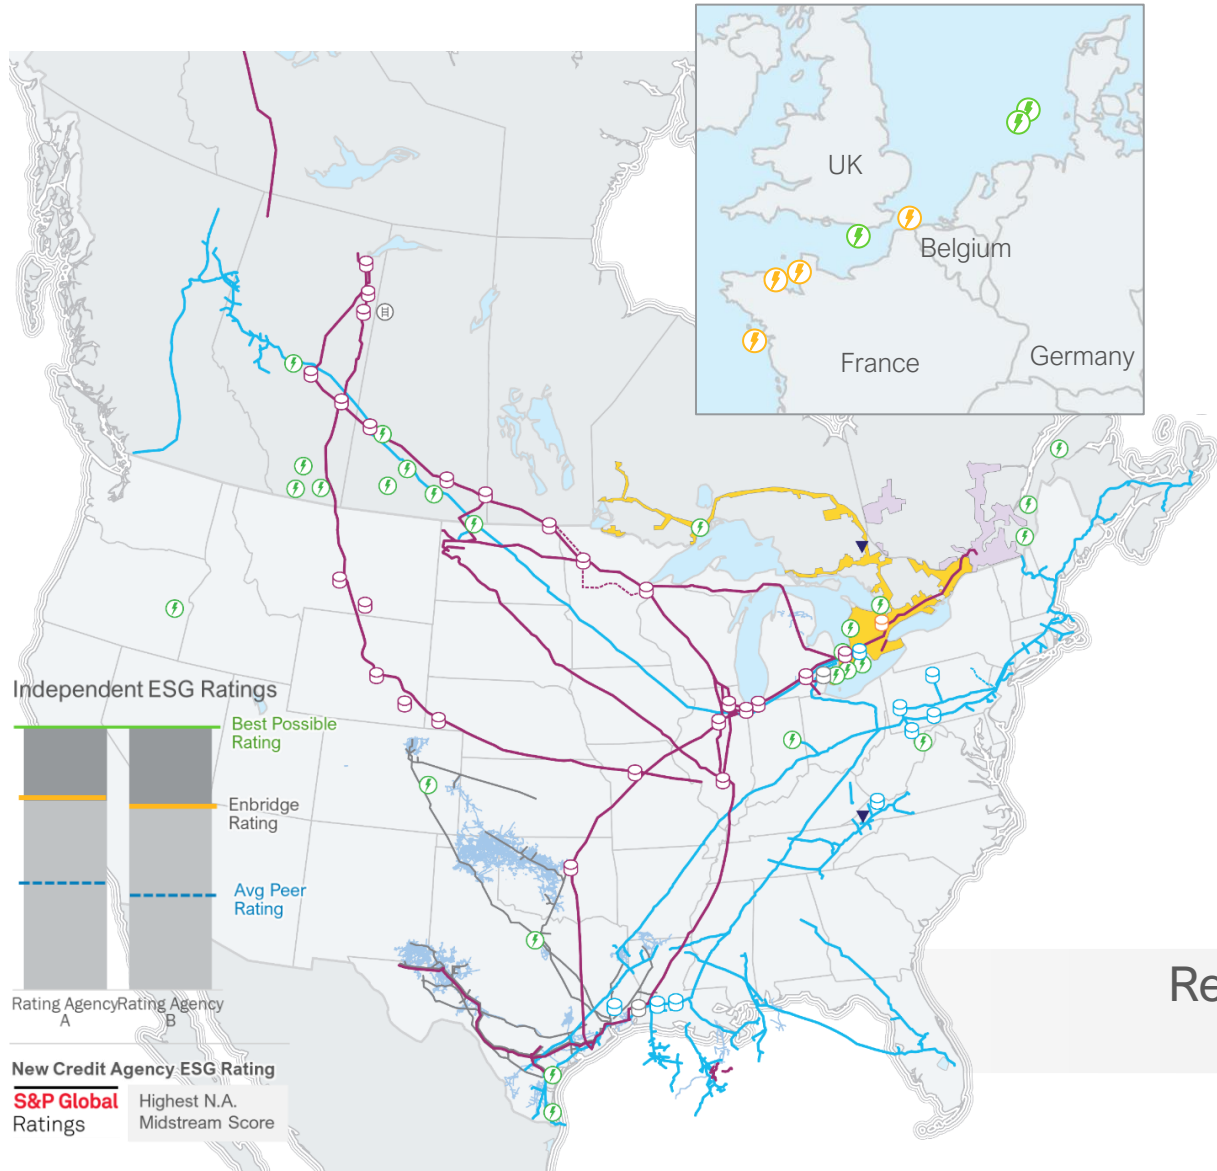 UK
Belgium
France
Germany
Independent ESG Ratings
Best Possible
Rating
Enbridge
Rating
Avg Peer
Rating
Rating Agency
A
Rating Agency
B
Re
New Credit Agency ESG Rating
S&P Global
Ratings
Highest N.A.
Midstream Score